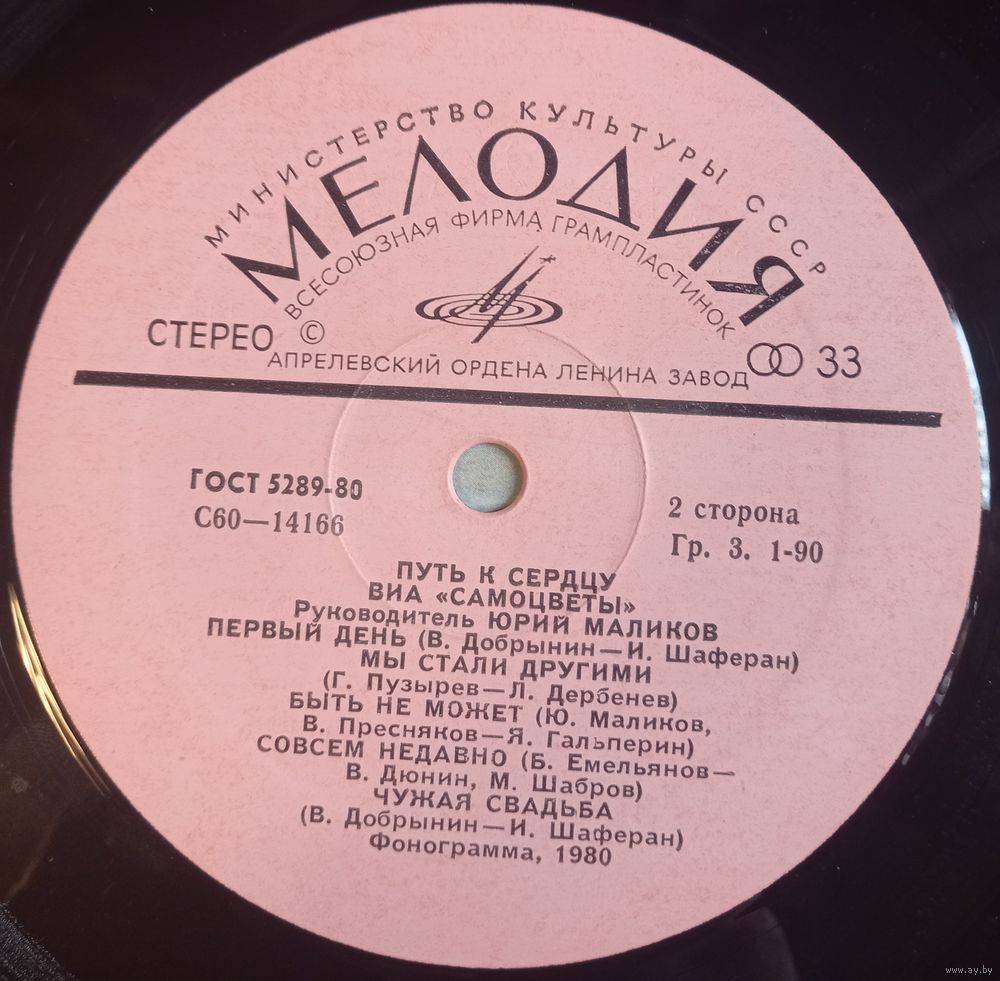 МИНИСТЕРСТВО КУЛЬТУРЫ СССР
МЕЛОДИЯ
ВСЕСОЮЗНАЯ ФИРМА ГРАМПЛАСТИНОК
СТЕРЕО ©
33
АПРЕЛЕВСКИЙ ОРДЕНА ЛЕНИНА ЗАВОД
ГОСТ 5289-80
С60—14166
2 сторона
Гр. 3. 1-90
ПУТЬ К СЕРДЦУ
ВИА «САМОЦВЕТЫ»
Руководитель ЮРИЙ МАЛИКОВ
ПЕРВЫЙ ДЕНЬ (В. Добрынин—И. Шаферан)
МЫ СТАЛИ ДРУГИМИ
(Г. Пузырев—Л. Дербенев)
БЫТЬ НЕ МОЖЕТ (Ю. Маликов,
В. Пресняков—Я. Гальперин)
СОВСЕМ НЕДАВНО (Б. Емельянов—
В. Дюнин, М. Шабров)
ЧУЖАЯ СВАДЬБА
(В. Добрынин—И. Шаферан)
Фонограмма, 1980
www.ay.by